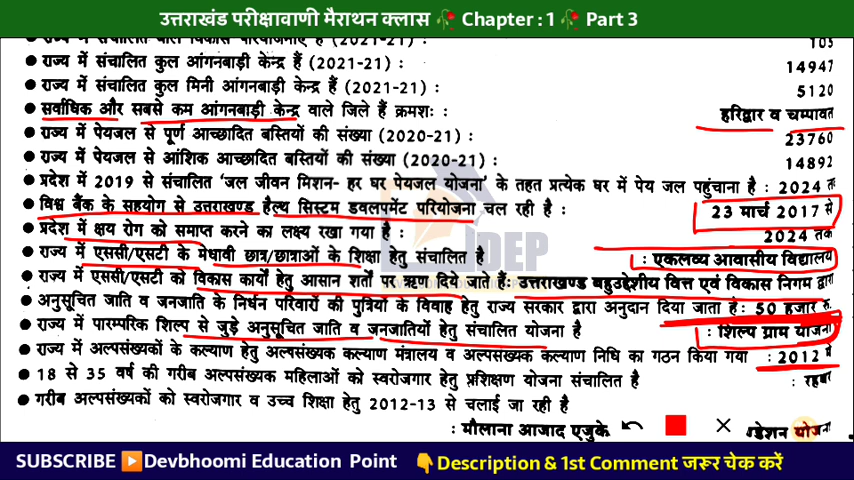 उत्तराखंड परीक्षावाणी मैराथन क्लास 🥀 Chapter : 1 🥀 Part 3
राज्य में संचालित बाल विकास परियोजनाएं हैं (2021-21) : 105
● राज्य में संचालित कुल आंगनबाड़ी केन्द्र हैं (2021-21) : 14947
● राज्य में संचालित कुल मिनी आंगनबाड़ी केन्द्र हैं (2021-21) : 5120
● सर्वाधिक और सबसे कम आंगनबाड़ी केन्द्र वाले जिले हैं क्रमशः : हरिद्वार व चम्पावत
● राज्य में पेयजल से पूर्ण आच्छादित बस्तियों की संख्या (2020-21) : 23760
● राज्य में पेयजल से आंशिक आच्छादित बस्तियों की संख्या (2020-21) : 14892
● प्रदेश में 2019 से संचालित 'जल जीवन मिशन- हर घर पेयजल योजना' के तहत प्रत्येक घर में पेय जल पहुंचाना है : 2024 तक
● विश्व बैंक के सहयोग से उत्तराखण्ड हैल्थ सिस्टम डवलपमेंट परियोजना चल रही है : 23 मार्च 2017 से
● प्रदेश में क्षय रोग को समाप्त करने का लक्ष्य रखा गया है : 2024 तक
● राज्य में एससी/एसटी के मेधावी छात्र/छात्राओं के शिक्षा हेतु संचालित है : एकलव्य आवासीय विद्यालय
● राज्य में एससी/एसटी को विकास कार्यों हेतु आसान शर्तों पर ऋण दिये जाते हैं: उत्तराखण्ड बहुउद्देशीय वित्त एवं विकास निगम द्वारा
● अनुसूचित जाति व जनजाति के निर्धन परिवारों की पुत्रियों के विवाह हेतु राज्य सरकार द्वारा अनुदान दिया जाता है: 50 हजार रु.
● राज्य में पारम्परिक शिल्प से जुड़े अनुसूचित जाति व जनजातियों हेतु संचालित योजना है : शिल्प ग्राम योजना
● राज्य में अल्पसंख्यकों के कल्याण हेतु अल्पसंख्यक कल्याण मंत्रालय व अल्पसंख्यक कल्याण निधि का गठन किया गया : 2012 में
● 18 से 35 वर्ष की गरीब अल्पसंख्यक महिलाओं को स्वरोजगार हेतु प्रशिक्षण योजना संचालित है : रहबर
● गरीब अल्पसंख्यकों को स्वरोजगार व उच्च शिक्षा हेतु 2012-13 से चलाई जा रही है
: मौलाना आजाद एजुके डेशन योजना
IDEP
SUBSCRIBE ▶️Devbhoomi Education Point 👇Description & 1st Comment जरूर चेक करें